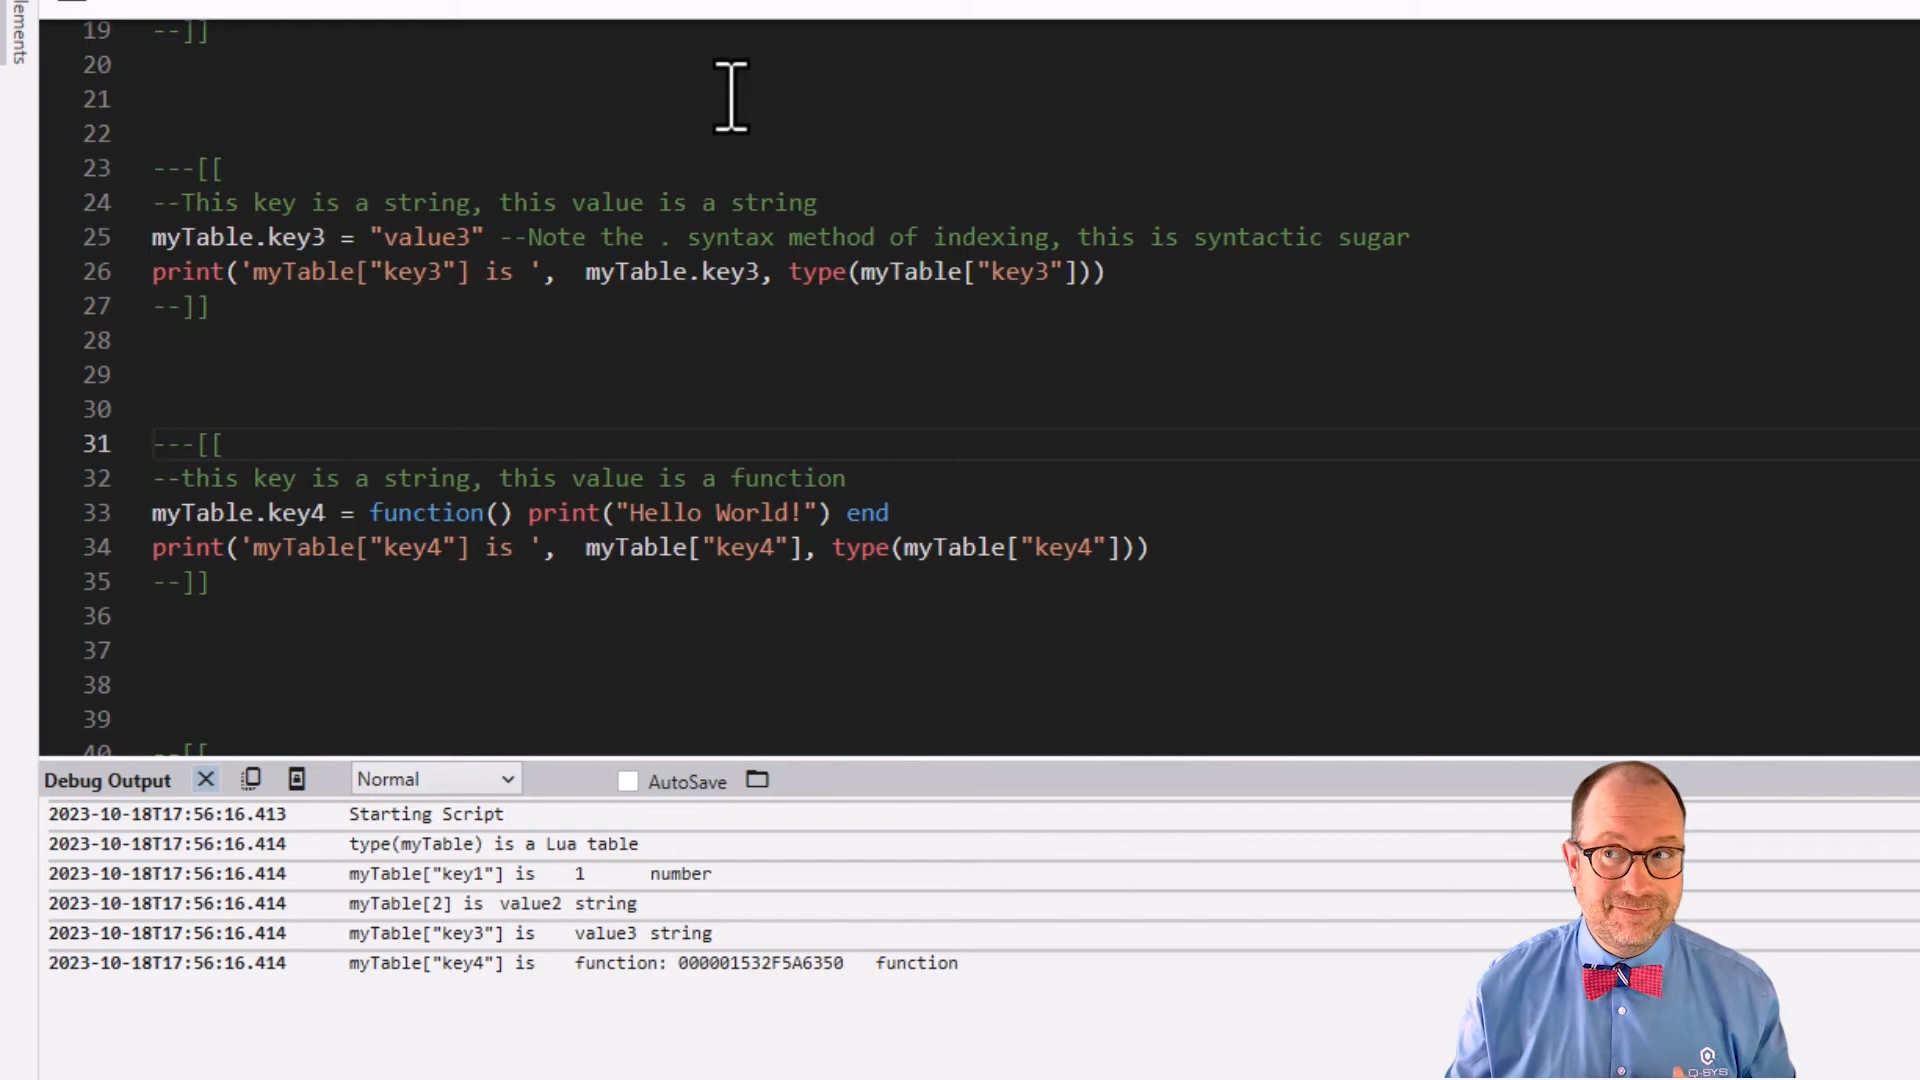 lements
19 --]]
20
21
22
23 ---[[
24 --This key is a string, this value is a string
25 myTable.key3 = "value3" --Note the . syntax method of indexing, this is syntactic sugar
26 print('myTable["key3"] is ',  myTable.key3, type(myTable["key3"]))
27 --]]
28
29
30
31 ---[[
32 --this key is a string, this value is a function
33 myTable.key4 = function() print("Hello World!") end
34 print('myTable["key4"] is ',  myTable["key4"], type(myTable["key4"]))
35 --]]
36
37
38
39
40 --[[
Debug Output Normal AutoSave
2023-10-18T17:56:16.413 Starting Script
2023-10-18T17:56:16.414 type(myTable) is a Lua table
2023-10-18T17:56:16.414 myTable["key1"] is 1 number
2023-10-18T17:56:16.414 myTable[2] is value2 string
2023-10-18T17:56:16.414 myTable["key3"] is value3 string
2023-10-18T17:56:16.414 myTable["key4"] is function: 000001532F5A6350 function
Q-SYS